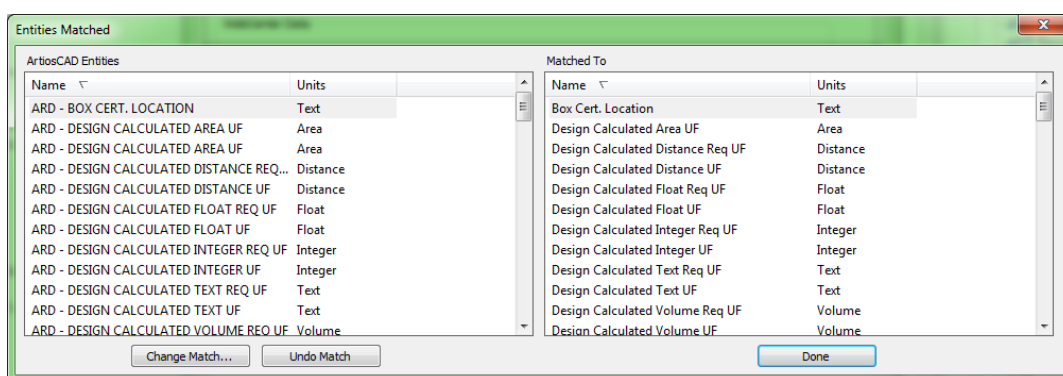 Entities Matched
ArtiosCAD Entities
Name Units
ARD - BOX CERT. LOCATION Text
ARD - DESIGN CALCULATED AREA UF Area
ARD - DESIGN CALCULATED AREA UF Area
ARD - DESIGN CALCULATED DISTANCE REQ... Distance
ARD - DESIGN CALCULATED DISTANCE UF Distance
ARD - DESIGN CALCULATED FLOAT REQ UF Float
ARD - DESIGN CALCULATED FLOAT UF Float
ARD - DESIGN CALCULATED INTEGER REQ UF Integer
ARD - DESIGN CALCULATED INTEGER UF Integer
ARD - DESIGN CALCULATED TEXT REQ UF Text
ARD - DESIGN CALCULATED TEXT UF Text
ARD - DESIGN CALCULATED VOLUME REQ UF Volume
Change Match... Undo Match
Matched To
Name Units
Box Cert. Location Text
Design Calculated Area UF Area
Design Calculated Distance Req UF Distance
Design Calculated Distance UF Distance
Design Calculated Float Req UF Float
Design Calculated Float UF Float
Design Calculated Integer Req UF Integer
Design Calculated Integer UF Integer
Design Calculated Text Req UF Text
Design Calculated Text UF Text
Design Calculated Volume Req UF Volume
Design Calculated Volume UF Volume
Done